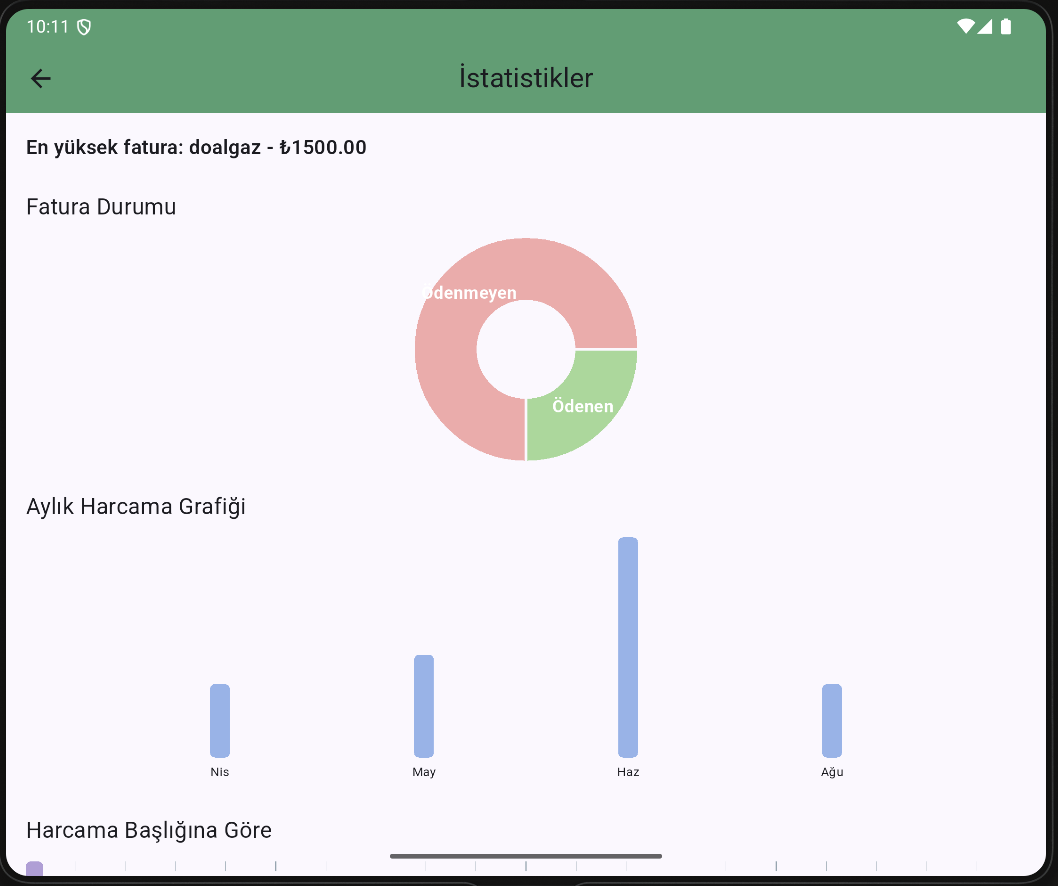 10:11
İstatistikler
En yüksek fatura: doalgaz - ₺1500.00
Fatura Durumu
Ödenmeyen
Ödenen
Aylık Harcama Grafiği
Nis May Haz Ağu
Harcama Başlığına Göre